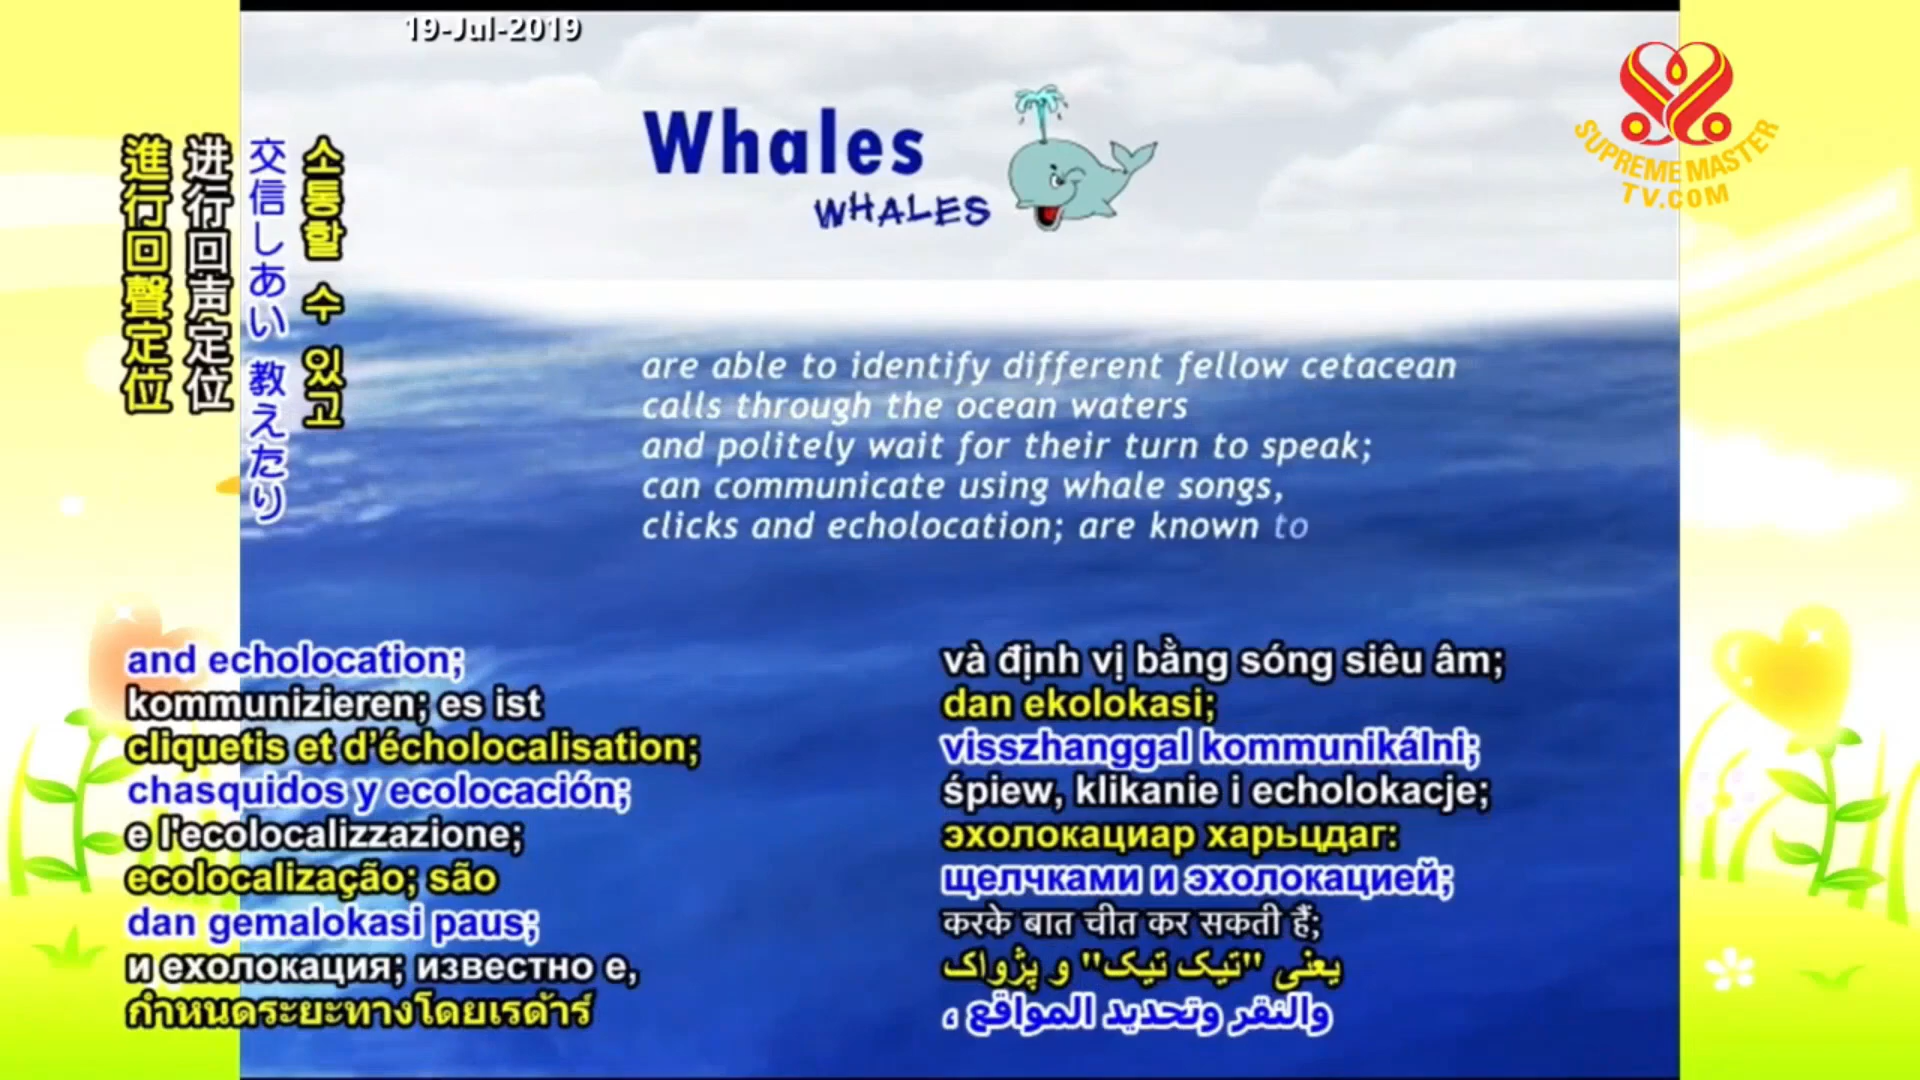 19-Jul-2019
SUPREME MASTER
TV.COM
Whales
WHALES
소통할 수 있고
交信しあい 教えたり
进行回声定位
進行回聲定位
are able to identify different fellow cetacean
calls through the ocean waters
and politely wait for their turn to speak;
can communicate using whale songs,
clicks and echolocation; are known to
and echolocation;
kommunizieren; es ist
cliquetis et d'écholocalisation;
chasquidos y ecolocación;
e l'ecolocalizzazione;
ecolocalização; são
dan gemalokasi paus;
и ехолокация; известно е,
กำหนดระยะทางโดยเรด้าร์
và định vị bằng sóng siêu âm;
dan ekolokasi;
visszhanggal kommunikálni;
śpiew, klikanie i echolokacje;
эхолокациар харьцдаг:
щелчками и эхолокацией;
करके बात चीत कर सकती हैं;
یعنی "تیک تیک" و پژواک
والنقر وتحديد المواقع ،